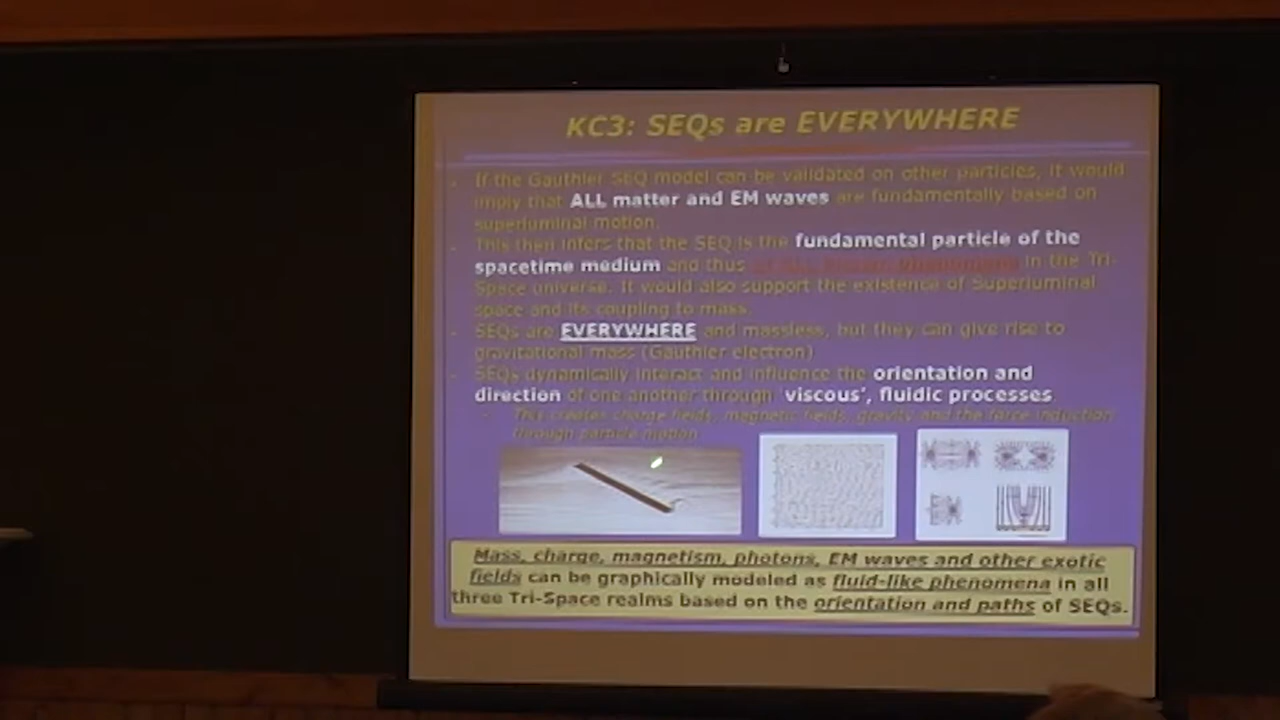 KC3: SEQs are EVERYWHERE
If the Gauthier SEQ model can be validated on other particles, it would
imply that ALL matter and EM waves are fundamentally based on
superluminal motion.
This then infers that the SEQ is the fundamental particle of the
spacetime medium and thus in the Tri-
Space universe. It would also support the existence of Superluminal
space and its coupling to mass.
SEQs are EVERYWHERE and massless, but they can give rise to
gravitational mass (Gauthier electron)
SEQs dynamically interact and influence the orientation and
direction of one another through 'viscous', fluidic processes
This creates charge fields, magnetic fields, gravity and the force induction
through particle motion
Mass, charge, magnetism, photons, EM waves and other exotic
fields can be graphically modeled as fluid-like phenomena in all
three Tri-Space realms based on the orientation and paths of SEQs.